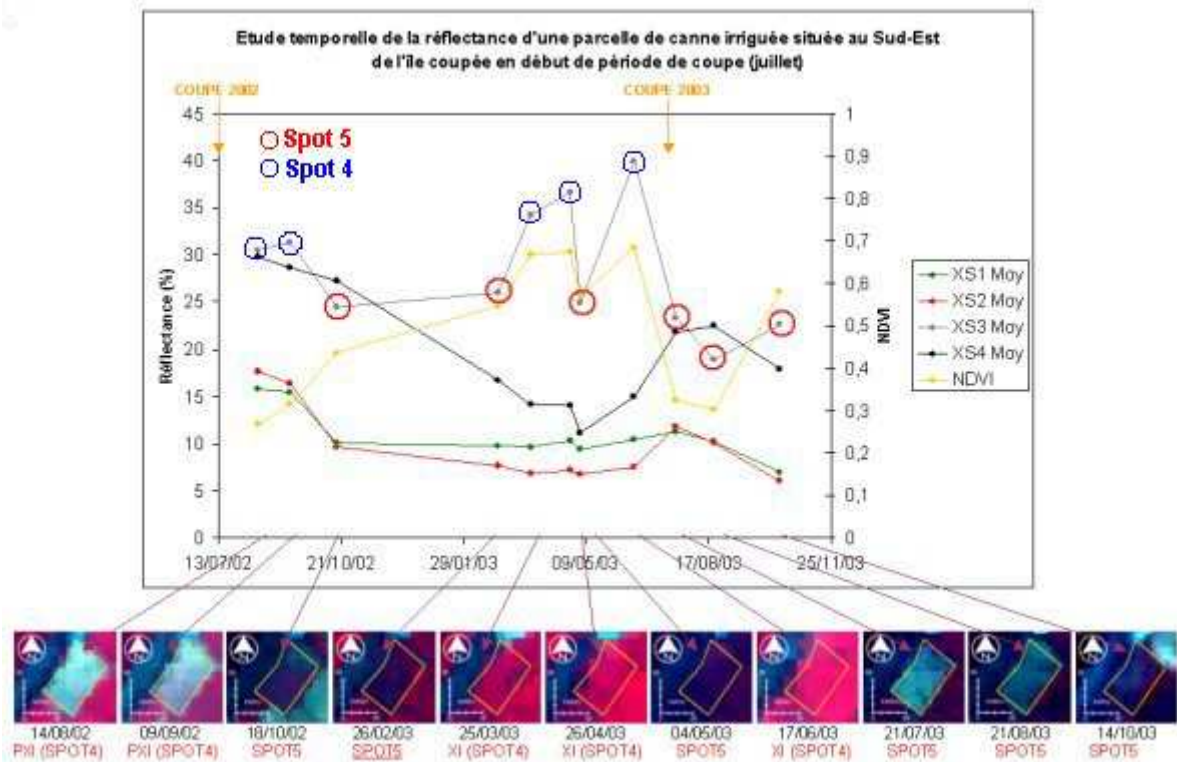 Etude temporelle de la réflectance d'une parcelle de canne irriguée située au Sud-Est
de l'île coupée en début de période de coupe (juillet)
COUPE 2002
COUPE 2003
Spot 5
Spot 4
Réflectance (%)
45
40
35
30
25
20
15
10
5
0
NDVI
1
0,9
0,8
0,7
0,6
0,5
0,4
0,3
0,2
0,1
0
XS1 Moy
XS2 Moy
XS3 Moy
XS4 Moy
NDVI
13/07/02 21/10/02 29/01/03 09/05/03 17/08/03 25/11/03
N N N N N N N N N N N
14/08/02 09/09/02 18/10/02 26/02/03 25/03/03 26/04/03 04/05/03 17/06/03 21/07/03 21/08/03 14/10/03
PXI (SPOT4) PXI (SPOT4) SPOT5 SPOT5 XI (SPOT4) XI (SPOT4) SPOT5 XI (SPOT4) SPOT5 SPOT5 SPOT5